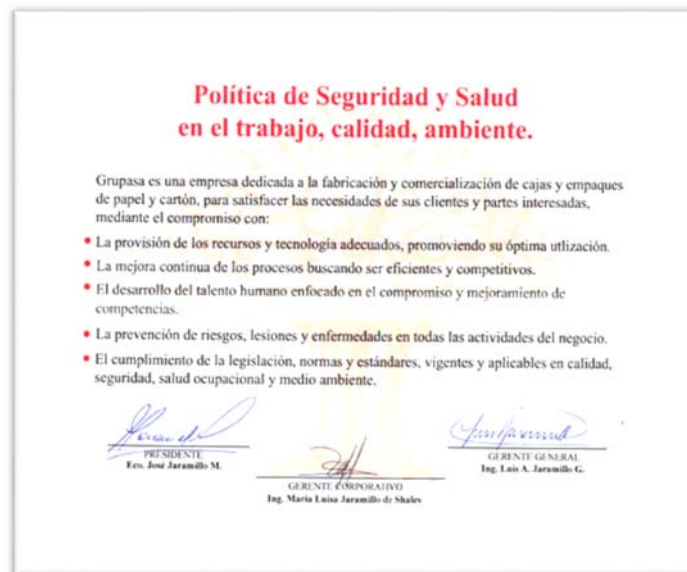 Política de Seguridad y Salud
en el trabajo, calidad, ambiente.
Grupasa es una empresa dedicada a la fabricación y comercialización de cajas y empaques
de papel y cartón, para satisfacer las necesidades de sus clientes y partes interesadas,
mediante el compromiso con:
• La provisión de los recursos y tecnología adecuados, promoviendo su óptima utlización.
• La mejora continua de los procesos buscando ser eficientes y competitivos.
• El desarrollo del talento humano enfocado en el compromiso y mejoramiento de
competencias.
• La prevención de riesgos, lesiones y enfermedades en todas las actividades del negocio.
• El cumplimiento de la legislación, normas y estándares, vigentes y aplicables en calidad,
seguridad, salud ocupacional y medio ambiente.
PRESIDENTE
Eco. José Jaramillo M.
GERENTE CORPORATIVO
Ing. María Luisa Jaramillo de Shalev
GERENTE GENERAL
Ing. Luis A. Jaramillo G.